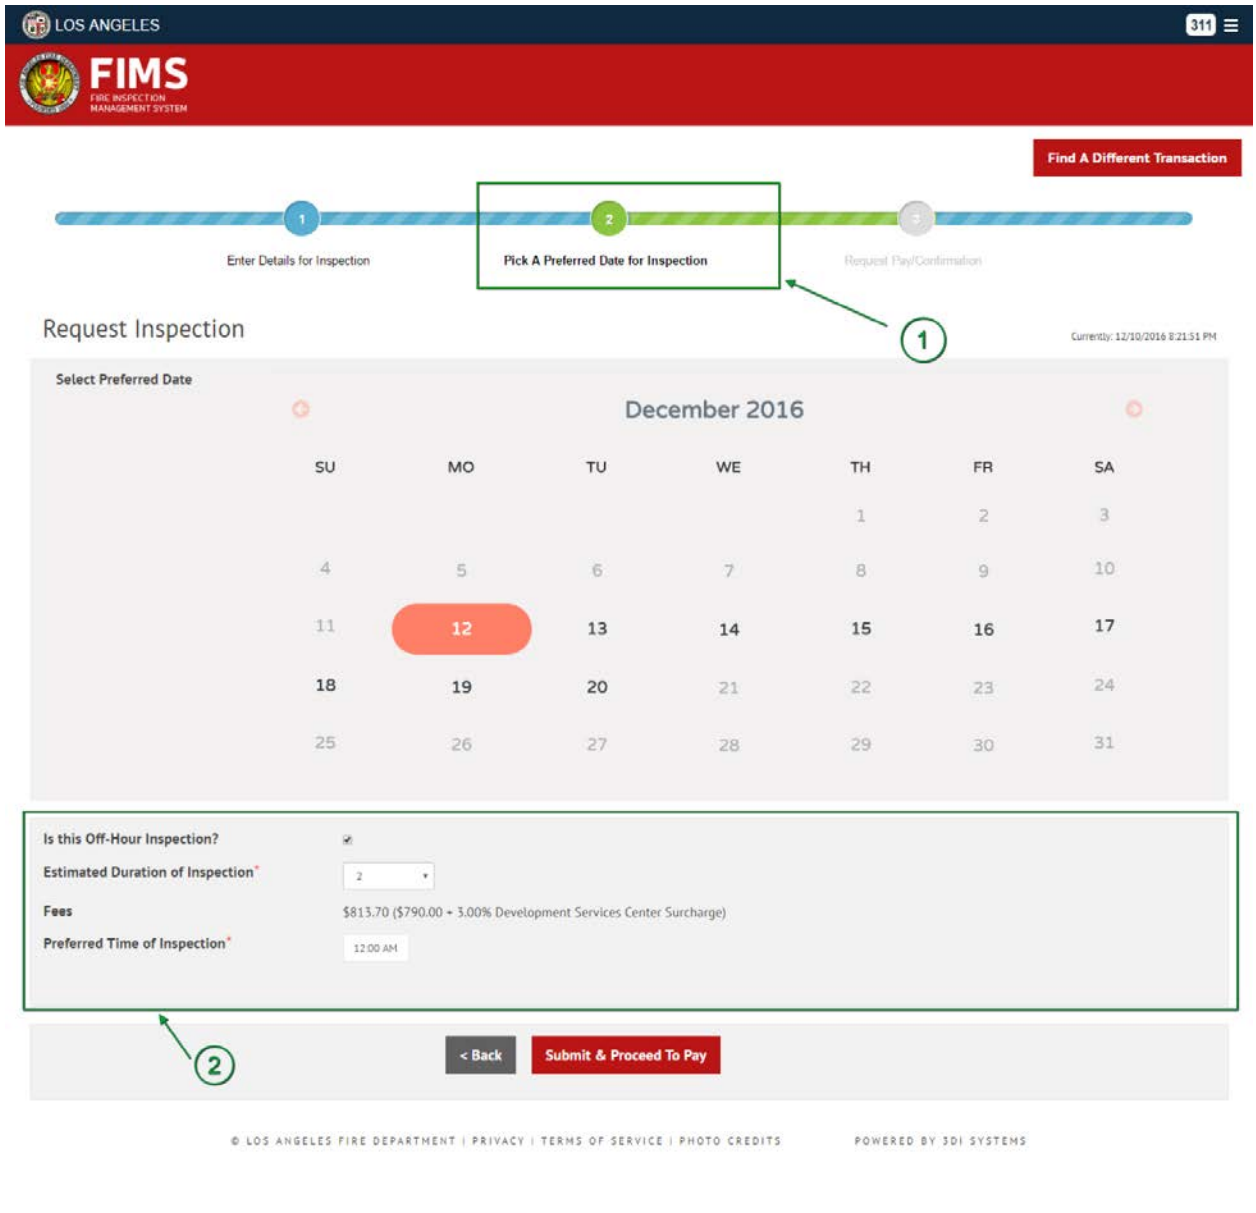 LOS ANGELES
311
FIMS
FIRE INSPECTION
MANAGEMENT SYSTEM
Find A Different Transaction
1
2
3
Enter Details for Inspection
Pick A Preferred Date for Inspection
Request Pay/Confirmation
1
Request Inspection
Currently: 12/10/2016 8:21:51 PM
Select Preferred Date
December 2016
SU MO TU WE TH FR SA
1 2 3
4 5 6 7 8 9 10
11 12 13 14 15 16 17
18 19 20 21 22 23 24
25 26 27 28 29 30 31
Is this Off-Hour Inspection?
Estimated Duration of Inspection* 2
Fees $813.70 ($790.00 + 3.00% Development Services Center Surcharge)
Preferred Time of Inspection* 12:00 AM
2
< Back
Submit & Proceed To Pay
© LOS ANGELES FIRE DEPARTMENT | PRIVACY | TERMS OF SERVICE | PHOTO CREDITS
POWERED BY 3DI SYSTEMS